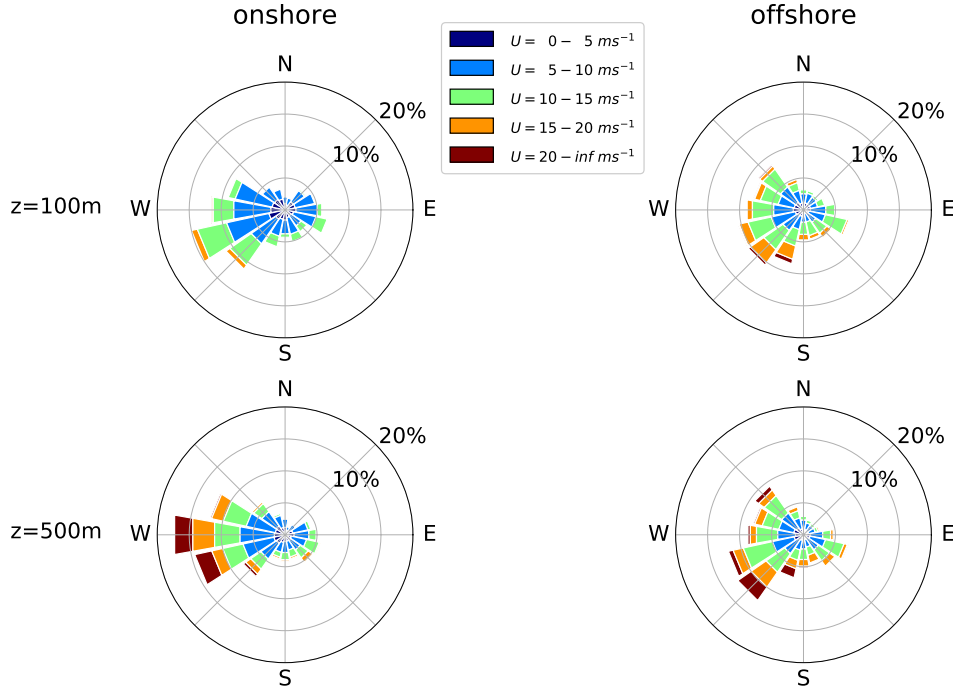 onshore
offshore
U = 0 − 5 ms⁻¹
U = 5 − 10 ms⁻¹
U = 10 − 15 ms⁻¹
U = 15 − 20 ms⁻¹
U = 20 − inf ms⁻¹
N
N
20%
20%
10%
10%
z=100m
W
E
W
E
S
S
N
N
20%
20%
10%
10%
z=500m
W
E
W
E
S
S